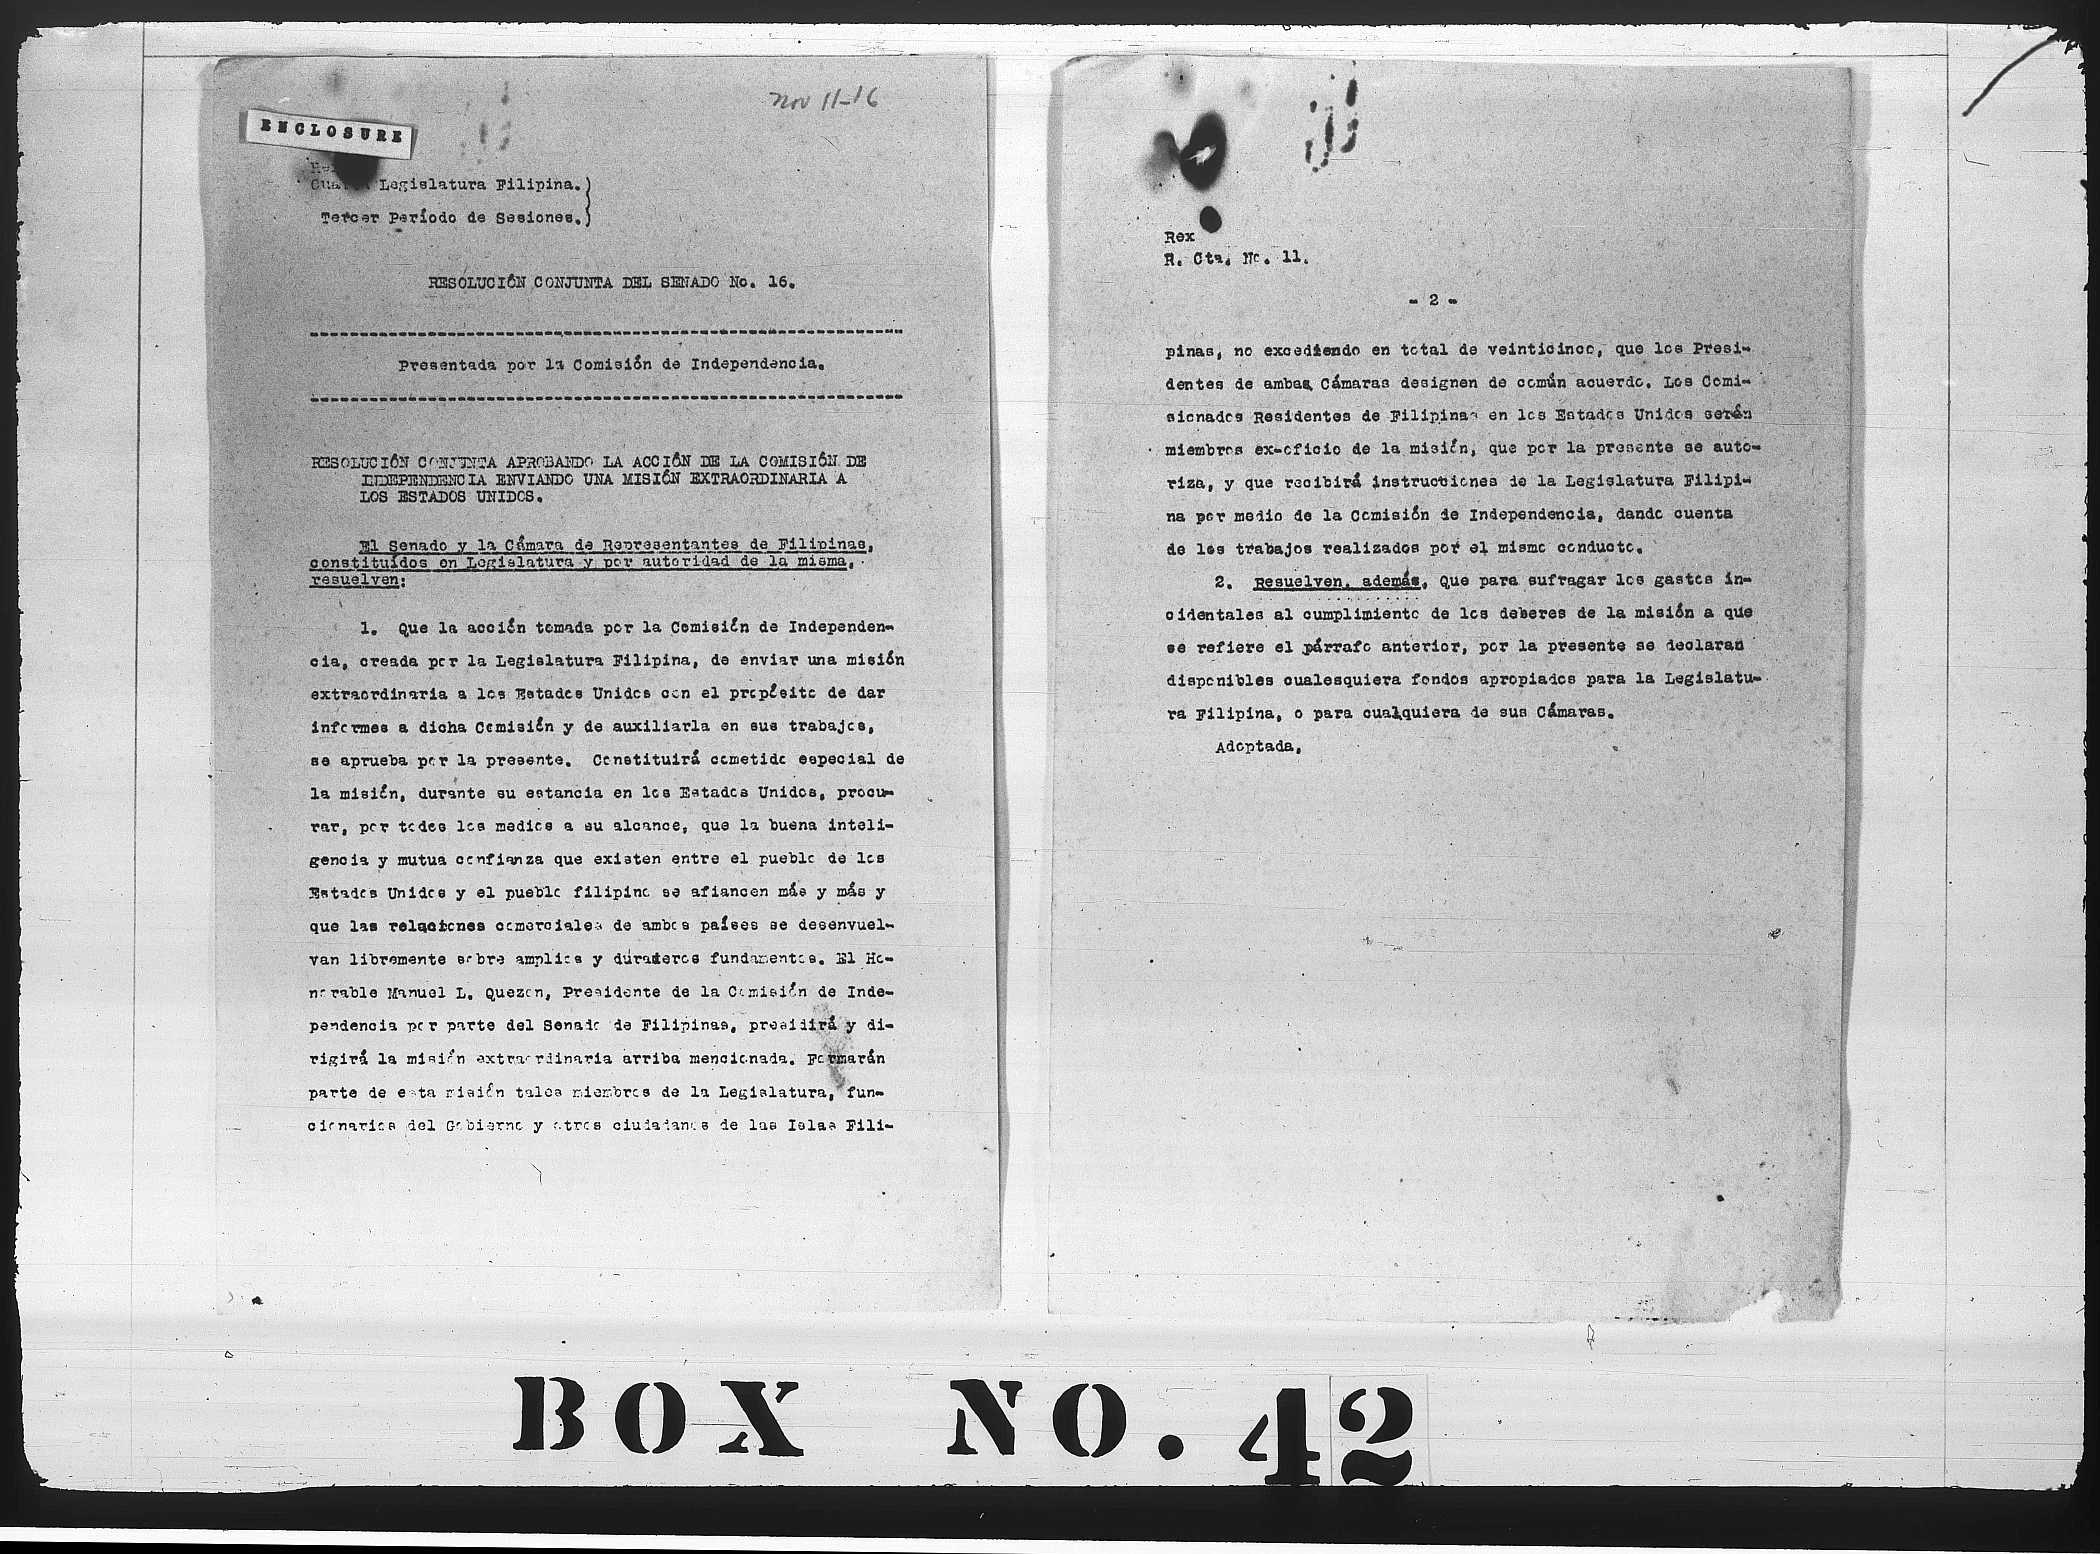 Nov 11-16
ENCLOSURE
Legislatura Filipina.)
Tercer Período de Sesiones.)
RESOLUCIÓN CONJUNTA DEL SENADO No. 16.
Presentada por la Comisión de Independencia.
RESOLUCIÓN CONJUNTA APROBANDO LA ACCIÓN DE LA COMISIÓN DE
INDEPENDENCIA ENVIANDO UNA MISIÓN EXTRAORDINARIA A
LOS ESTADOS UNIDOS.
El Senado y la Cámara de Representantes de Filipinas,
constituídos en Legislatura y por autoridad de la misma,
resuelven:
1. Que la acción tomada por la Comisión de Independen-
cia, creada por la Legislatura Filipina, de enviar una misión
extraordinaria a los Estados Unidos con el propósito de dar
informes a dicha Comisión y de auxiliarla en sus trabajos,
se aprueba por la presente. Constituirá cometido especial de
la misión, durante su estancia en los Estados Unidos, procu-
rar, por todos los medios a su alcance, que la buena inteli-
gencia y mutua confianza que existen entre el pueblo de los
Estados Unidos y el pueblo filipino se afiancen más y más y
que las relaciones comerciales de ambos países se desenvuel-
van libremente sobre amplios y duraderos fundamentos. El Ho-
norable Manuel L. Quezon, Presidente de la Comisión de Inde-
pendencia por parte del Senado de Filipinas, presidirá y di-
rigirá la misión extraordinaria arriba mencionada. Formarán
parte de esta misión tales miembros de la Legislatura, fun-
cionarios del Gobierno y otros ciudadanos de las Islas Fili-
Rex
R. Cta. No. 11.
- 2 -
pinas, no excediendo en total de veinticinco, que los Presi-
dentes de ambas Cámaras designen de común acuerdo. Los Comi-
sionados Residentes de Filipinas en los Estados Unidos serán
miembros ex-oficio de la misión, que por la presente se auto-
riza, y que recibirá instrucciones de la Legislatura Filipi-
na por medio de la Comisión de Independencia, dando cuenta
de los trabajos realizados por el mismo conducto.
2. Resuelven, además, Que para sufragar los gastos in-
cidentales al cumplimiento de los deberes de la misión a que
se refiere el párrafo anterior, por la presente se declaran
disponibles cualesquiera fondos apropiados para la Legislatu-
ra Filipina, o para cualquiera de sus Cámaras.
Adoptada,
BOX NO. 42